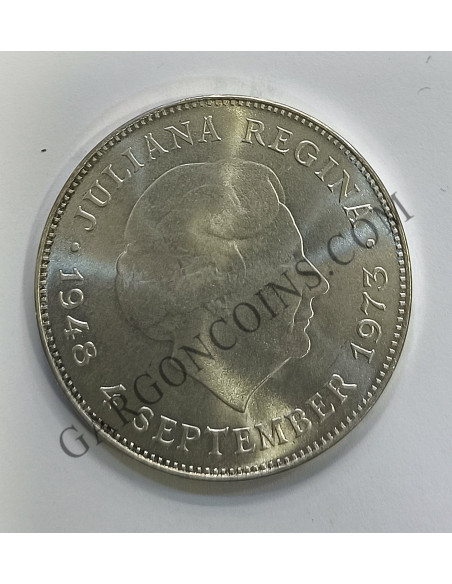 · JULIANA REGINA ·
1948 4 SEPTEMBER 1973
GARGONCOINS.COM